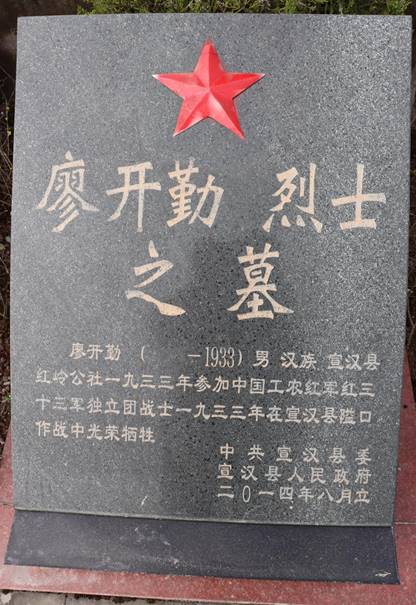 廖开勤 烈士
之墓
廖开勤 ( —1933) 男 汉族 宣汉县
红岭公社一九三三年参加中国工农红军红三
十三军独立团战士一九三三年在宣汉县隘口
作战中光荣牺牲
中共宣汉县委
宣汉县人民政府
二0一四年八月立